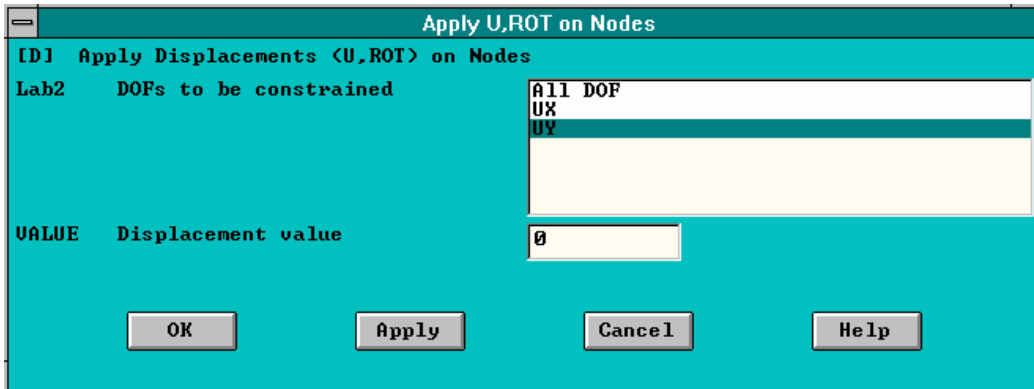 Apply U,ROT on Nodes
[D] Apply Displacements (U,ROT) on Nodes
Lab2 DOFs to be constrained
All DOF
UX
UY
VALUE Displacement value
0
OK Apply Cancel Help